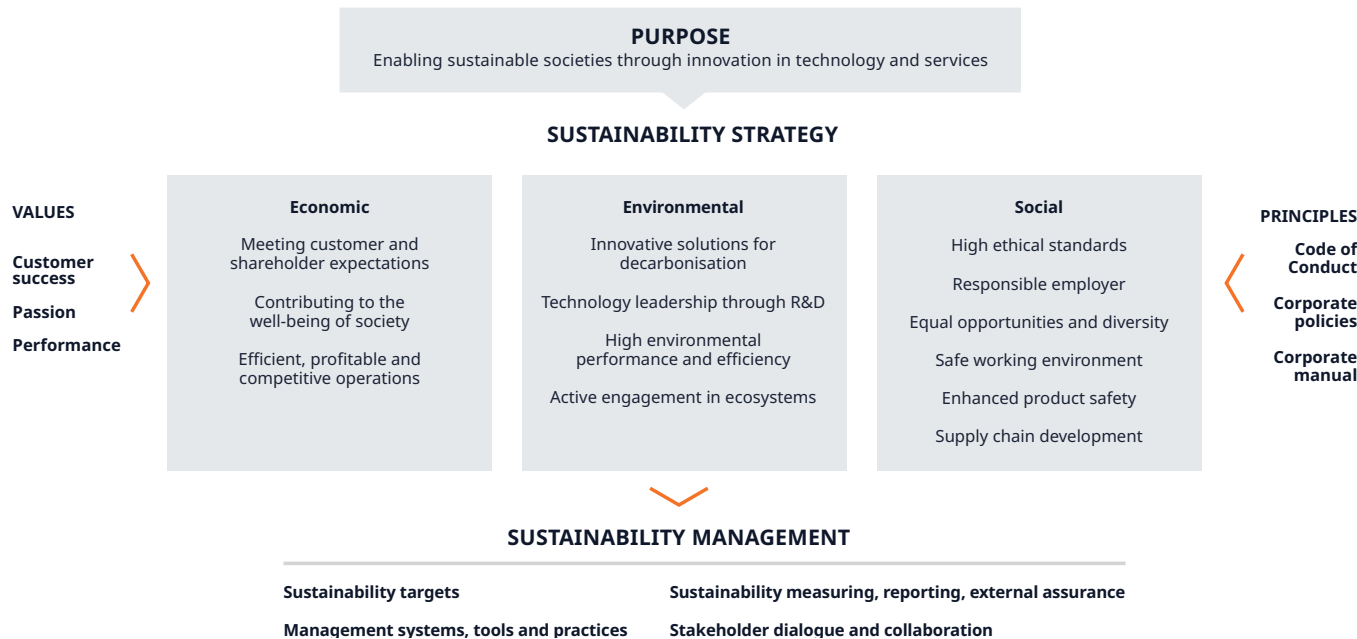 PURPOSE
Enabling sustainable societies through innovation in technology and services
SUSTAINABILITY STRATEGY
VALUES
Customer
success
Passion
Performance
Economic
Meeting customer and
shareholder expectations
Contributing to the
well-being of society
Efficient, profitable and
competitive operations
Environmental
Innovative solutions for
decarbonisation
Technology leadership through R&D
High environmental
performance and efficiency
Active engagement in ecosystems
Social
High ethical standards
Responsible employer
Equal opportunities and diversity
Safe working environment
Enhanced product safety
Supply chain development
PRINCIPLES
Code of
Conduct
Corporate
policies
Corporate
manual
SUSTAINABILITY MANAGEMENT
Sustainability targets
Sustainability measuring, reporting, external assurance
Management systems, tools and practices
Stakeholder dialogue and collaboration